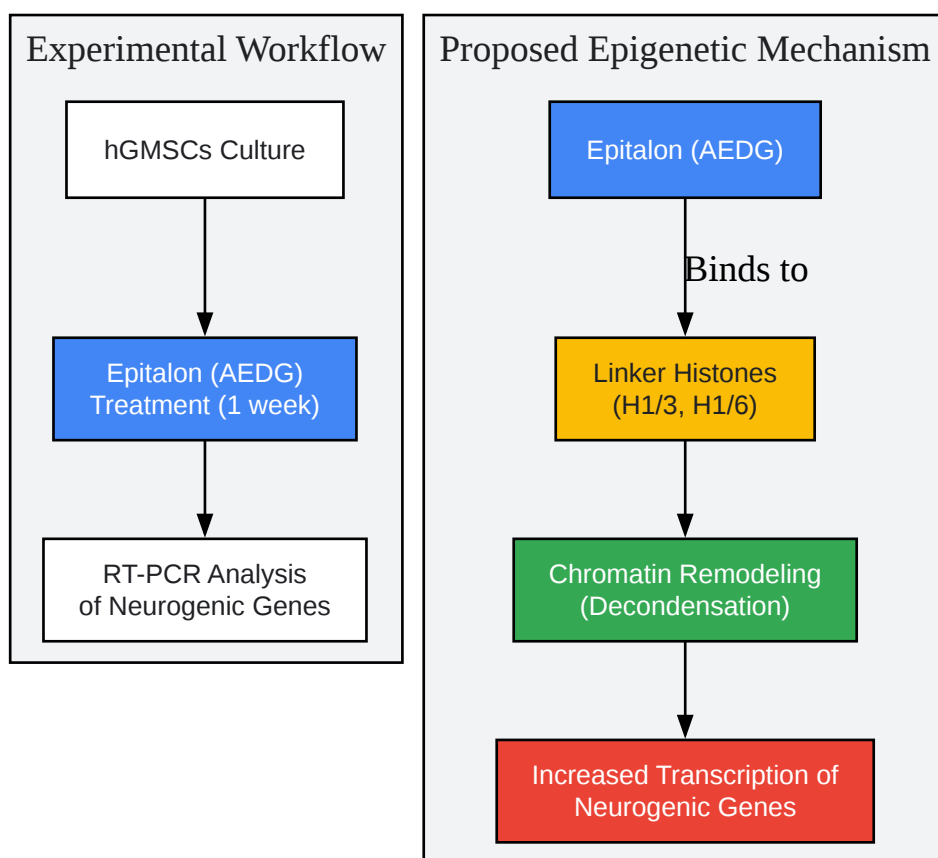 Experimental Workflow
hGMSCs Culture
Epitalon (AEDG)
Treatment (1 week)
RT-PCR Analysis
of Neurogenic Genes
Proposed Epigenetic Mechanism
Epitalon (AEDG)
Binds to
Linker Histones
(H1/3, H1/6)
Chromatin Remodeling
(Decondensation)
Increased Transcription of
Neurogenic Genes